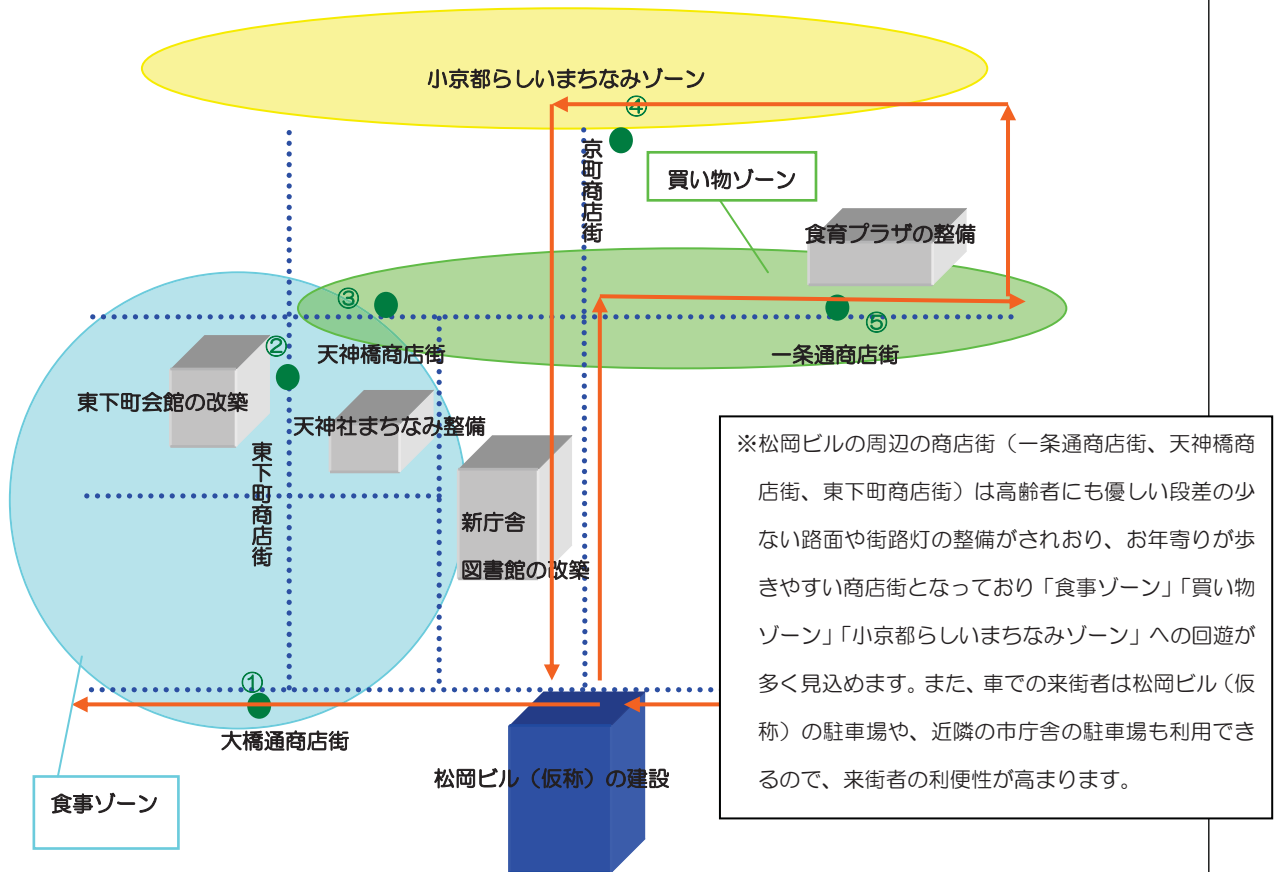 小京都らしいまちなみゾーン
④
京町商店街
買い物ゾーン
食育プラザの整備
③
⑤
②
天神橋商店街
一条通商店街
東下町会館の改築
天神社まちなみ整備
東下町商店街
新庁舎
図書館の改築
①
大橋通商店街
松岡ビル（仮称）の建設
食事ゾーン
※松岡ビルの周辺の商店街（一条通商店街、天神橋商
店街、東下町商店街）は高齢者にも優しい段差の少
ない路面や街路灯の整備がされおり、お年寄りが歩
きやすい商店街となっており「食事ゾーン」「買い物
ゾーン」「小京都らしいまちなみゾーン」への回遊が
多く見込めます。また、車での来街者は松岡ビル（仮
称）の駐車場や、近隣の市庁舎の駐車場も利用でき
るので、来街者の利便性が高まります。